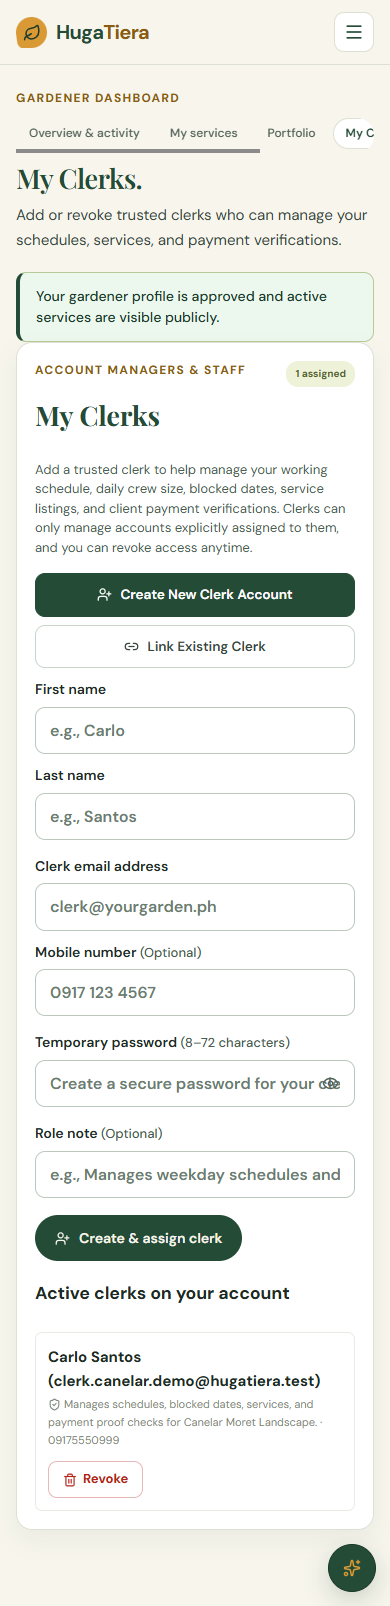 HugaTiera
GARDENER DASHBOARD
Overview & activity
My services
Portfolio
My C
My Clerks.
Add or revoke trusted clerks who can manage your
schedules, services, and payment verifications.
Your gardener profile is approved and active
services are visible publicly.
ACCOUNT MANAGERS & STAFF
1 assigned
My Clerks
Add a trusted clerk to help manage your working
schedule, daily crew size, blocked dates, service
listings, and client payment verifications. Clerks can
only manage accounts explicitly assigned to them,
and you can revoke access anytime.
Create New Clerk Account
Link Existing Clerk
First name
e.g., Carlo
Last name
e.g., Santos
Clerk email address
clerk@yourgarden.ph
Mobile number (Optional)
0917 123 4567
Temporary password (8–72 characters)
Create a secure password for your
Role note (Optional)
e.g., Manages weekday schedules and
Create & assign clerk
Active clerks on your account
Carlo Santos
(clerk.canelar.demo@hugatiera.test)
Manages schedules, blocked dates, services, and
payment proof checks for Canelar Moret Landscape. ·
09175550999
Revoke